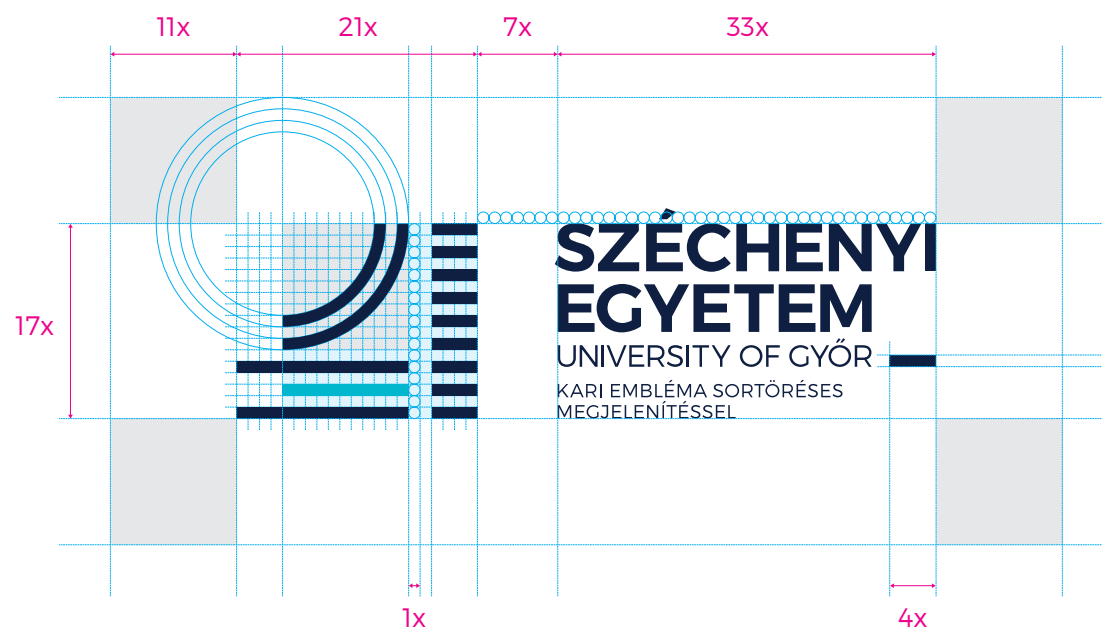 11x 21x 7x 33x
17x
SZÉCHENYI
EGYETEM
UNIVERSITY OF GYŐR
KARI EMBLÉMA SORTÖRÉSES
MEGJELENÍTÉSSEL
1x 4x